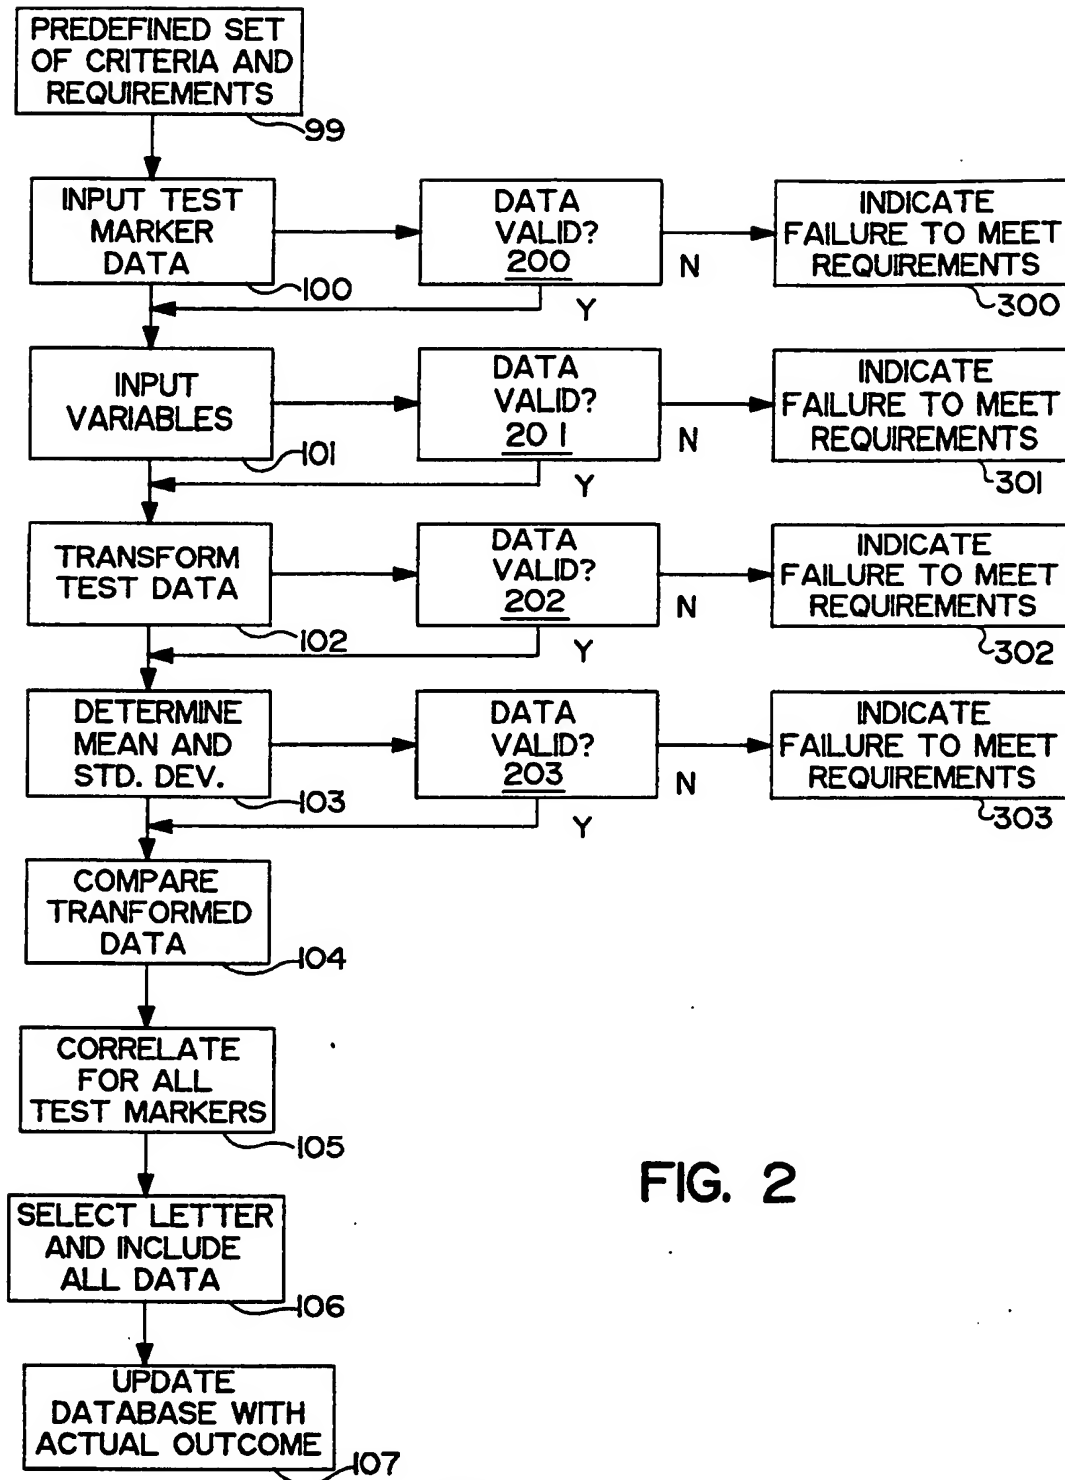 PREDEFINED SET
OF CRITERIA AND
REQUIREMENTS
99
INPUT TEST
MARKER
DATA
100
DATA
VALID?
200
N
Y
INDICATE
FAILURE TO MEET
REQUIREMENTS
300
INPUT
VARIABLES
101
DATA
VALID?
201
N
Y
INDICATE
FAILURE TO MEET
REQUIREMENTS
301
TRANSFORM
TEST DATA
102
DATA
VALID?
202
N
Y
INDICATE
FAILURE TO MEET
REQUIREMENTS
302
DETERMINE
MEAN AND
STD. DEV.
103
DATA
VALID?
203
N
Y
INDICATE
FAILURE TO MEET
REQUIREMENTS
303
COMPARE
TRANFORMED
DATA
104
CORRELATE
FOR ALL
TEST MARKERS
105
SELECT LETTER
AND INCLUDE
ALL DATA
106
UPDATE
DATABASE WITH
ACTUAL OUTCOME
107
FIG. 2